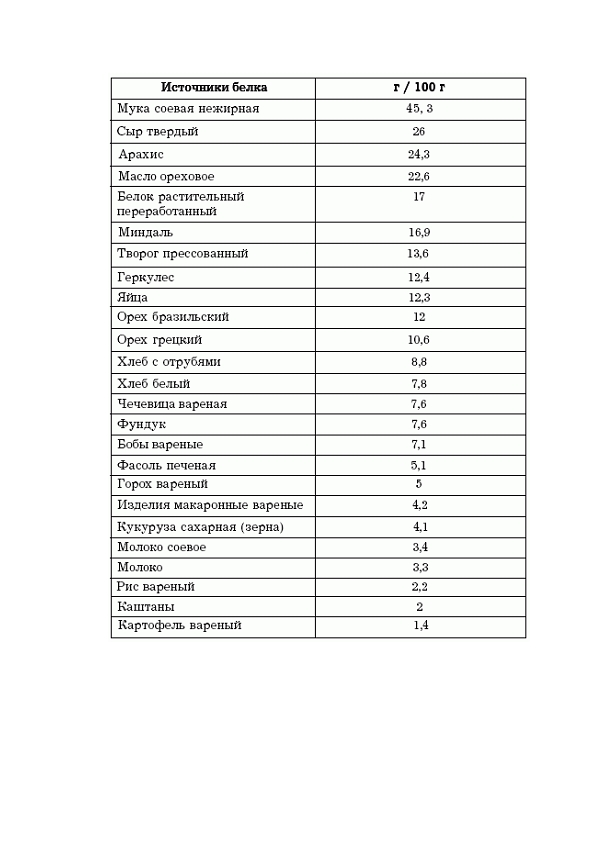 Источники белка г / 100 г
Мука соевая нежирная 45, 3
Сыр твердый 26
Арахис 24,3
Масло ореховое 22,6
Белок растительный 17
переработанный
Миндаль 16,9
Творог прессованный 13,6
Геркулес 12,4
Яйца 12,3
Орех бразильский 12
Орех грецкий 10,6
Хлеб с отрубями 8,8
Хлеб белый 7,8
Чечевица вареная 7,6
Фундук 7,6
Бобы вареные 7,1
Фасоль печеная 5,1
Горох вареный 5
Изделия макаронные вареные 4,2
Кукуруза сахарная (зерна) 4,1
Молоко соевое 3,4
Молоко 3,3
Рис вареный 2,2
Каштаны 2
Картофель вареный 1,4